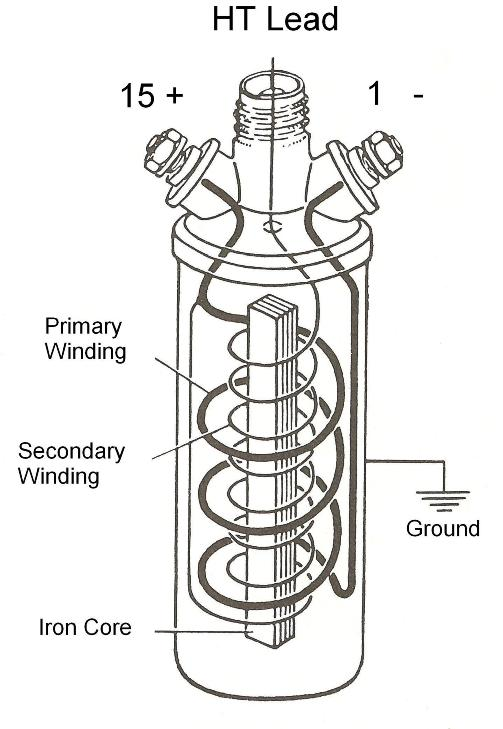 HT Lead
15 +
1 -
Primary
Winding
Secondary
Winding
Ground
Iron Core